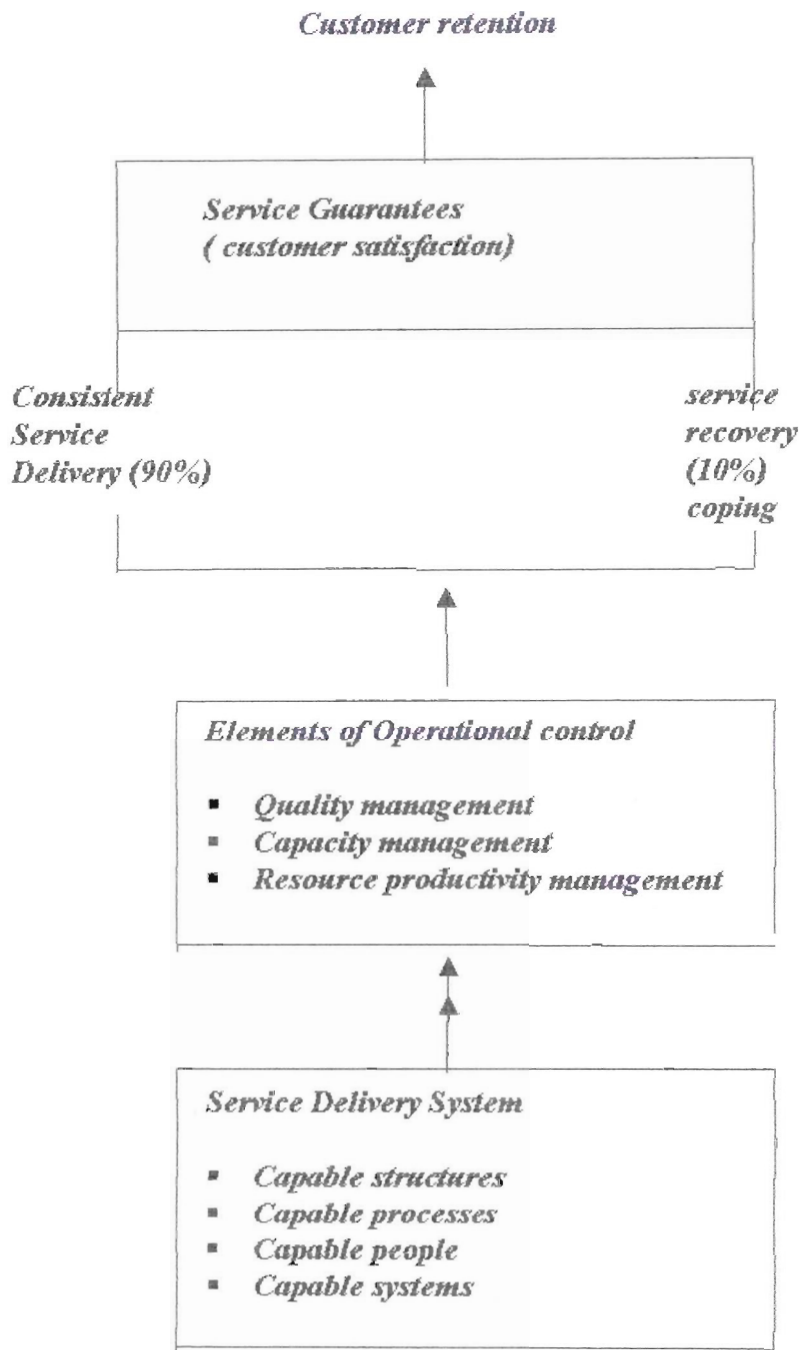 Customer retention
Service Guarantees
( customer satisfaction)
Consistent
Service
Delivery (90%)
service
recovery
(10%)
coping
Elements of Operational control
▪ Quality management
▪ Capacity management
▪ Resource productivity management
Service Delivery System
▪ Capable structures
▪ Capable processes
▪ Capable people
▪ Capable systems